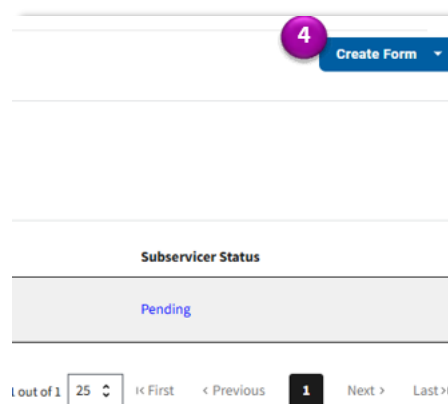 4
Create Form
Subservicer Status
Pending
out of 1 25 First Previous 1 Next Last